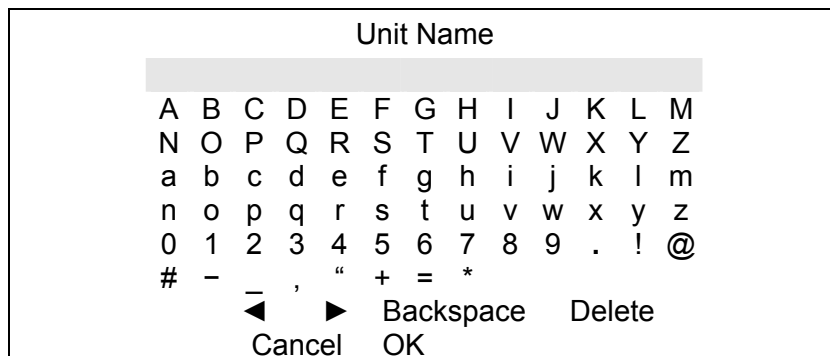 Unit Name
A B C D E F G H I J K L M
N O P Q R S T U V W X Y Z
a b c d e f g h i j k l m
n o p q r s t u v w x y z
0 1 2 3 4 5 6 7 8 9 . ! @
# − _ , “ + = *
◄ ► Backspace Delete
Cancel OK